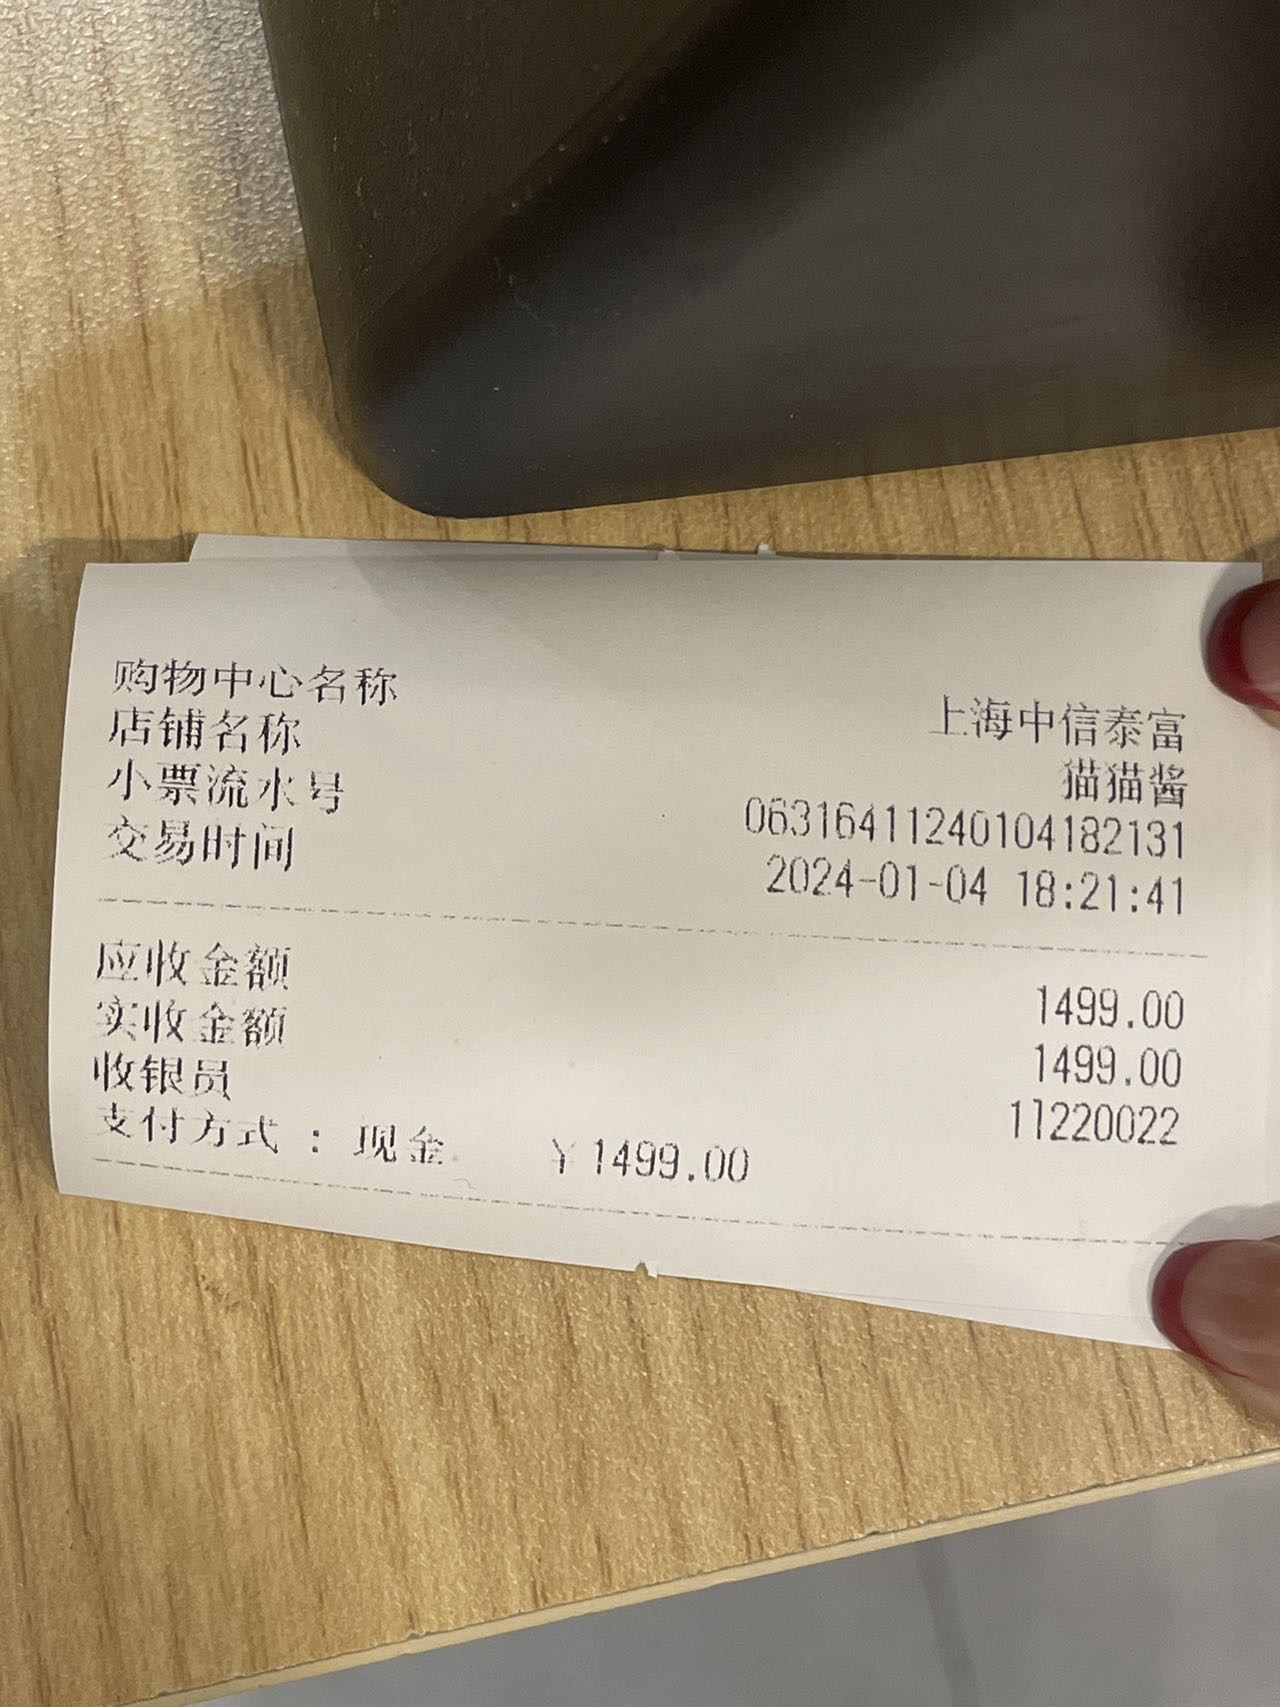 购物中心名称 上海中信泰富
店铺名称 猫猫酱
小票流水号 06316411240104182131
交易时间 2024-01-04 18:21:41
应收金额 1499.00
实收金额 1499.00
收银员 11220022
支付方式 : 现金 ¥1499.00